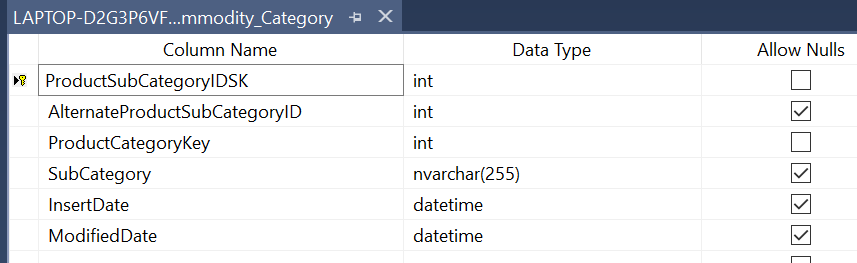 LAPTOP-D2G3P6VF...mmodity_Category
Column Name Data Type Allow Nulls
ProductSubCategoryIDSK int
AlternateProductSubCategoryID int
ProductCategoryKey int
SubCategory nvarchar(255)
InsertDate datetime
ModifiedDate datetime